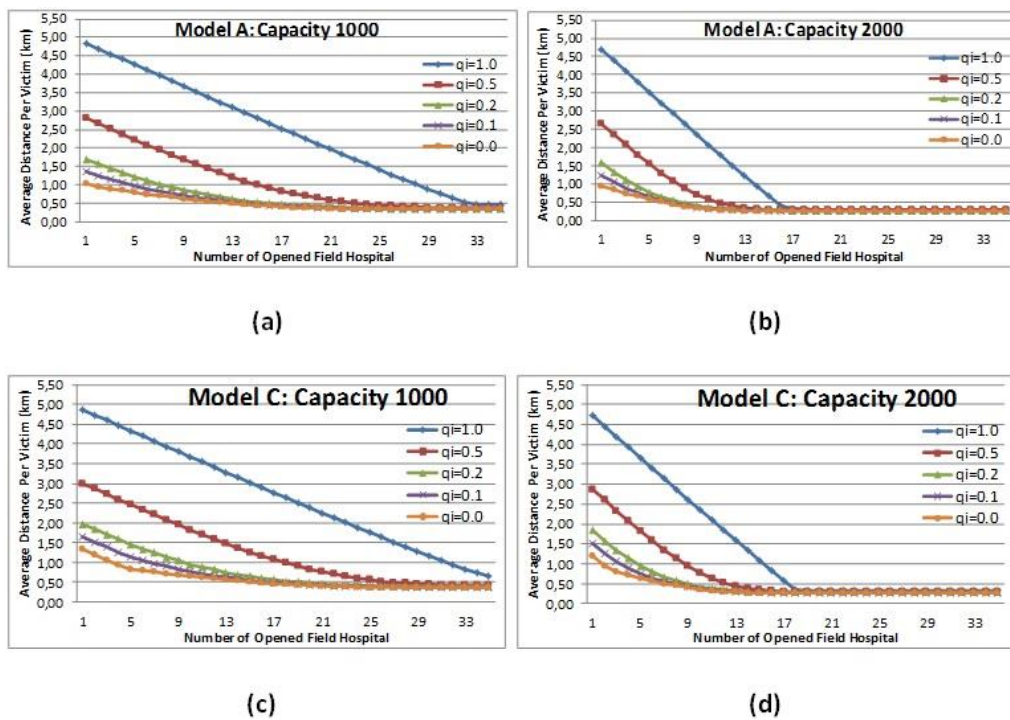 Model A: Capacity 1000
Average Distance Per Victim (km)
5,50
5,00
4,50
4,00
3,50
3,00
2,50
2,00
1,50
1,00
0,50
0,00
qi=1.0
qi=0.5
qi=0.2
qi=0.1
qi=0.0
1 5 9 13 17 21 25 29 33
Number of Opened Field Hospital
(a)
Model A: Capacity 2000
Average Distance Per Victim (km)
5,50
5,00
4,50
4,00
3,50
3,00
2,50
2,00
1,50
1,00
0,50
0,00
qi=1.0
qi=0.5
qi=0.2
qi=0.1
qi=0.0
1 5 9 13 17 21 25 29 33
Number of Opened Field Hospital
(b)
Model C: Capacity 1000
Average Distance Per Victim (km)
5,50
5,00
4,50
4,00
3,50
3,00
2,50
2,00
1,50
1,00
0,50
0,00
qi=1.0
qi=0.5
qi=0.2
qi=0.1
qi=0.0
1 5 9 13 17 21 25 29 33
Number of Opened Field Hospital
(c)
Model C: Capacity 2000
Average Distance Per Victim (km)
5,50
5,00
4,50
4,00
3,50
3,00
2,50
2,00
1,50
1,00
0,50
0,00
qi=1.0
qi=0.5
qi=0.2
qi=0.1
qi=0.0
1 5 9 13 17 21 25 29 33
Number of Opened Field Hospital
(d)